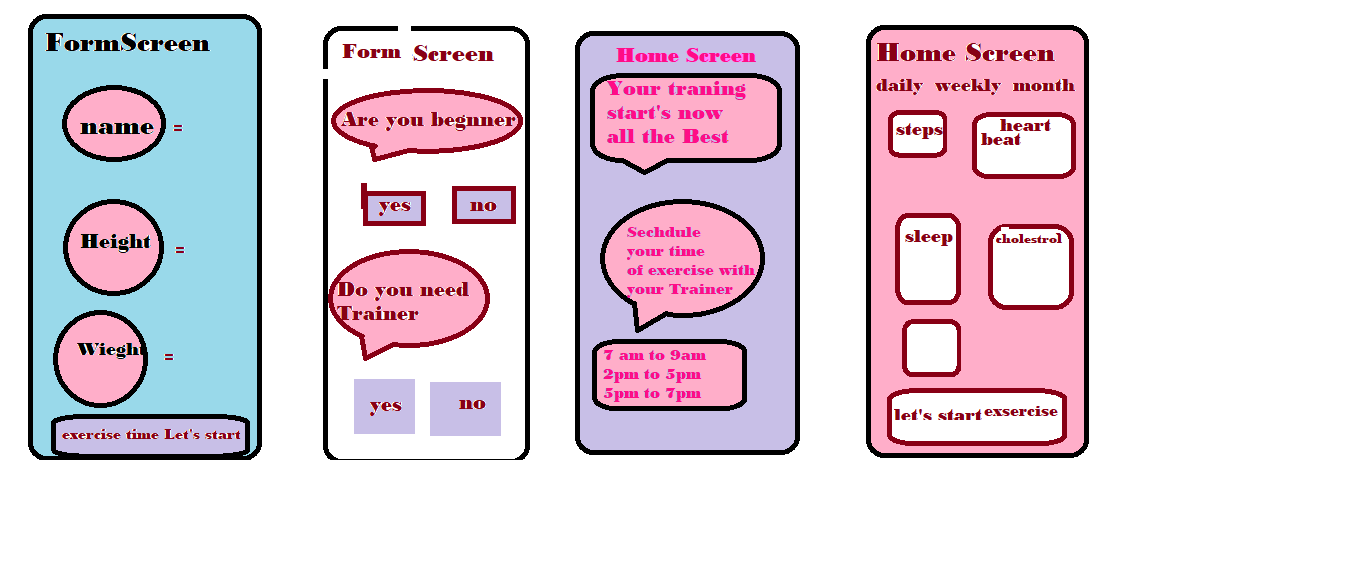 FormScreen
name =
Height =
Wieght =
exercise time Let's start
Form Screen
Are you begnner
yes no
Do you need
Trainer
yes no
Home Screen
Your traning
start's now
all the Best
Sechdule
your time
of exercise with
your Trainer
7 am to 9am
2pm to 5pm
5pm to 7pm
Home Screen
daily weekly month
steps
heart
beat
sleep
cholestrol
let's start exsercise